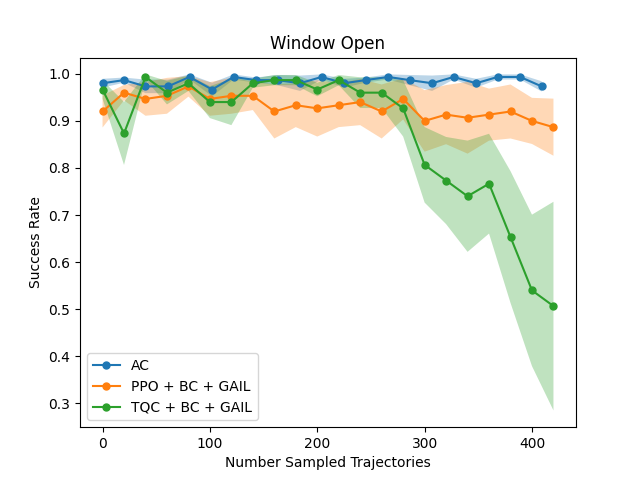 Window Open
Success Rate
1.0
0.9
0.8
0.7
0.6
0.5
0.4
0.3
AC
PPO + BC + GAIL
TQC + BC + GAIL
0 100 200 300 400
Number Sampled Trajectories